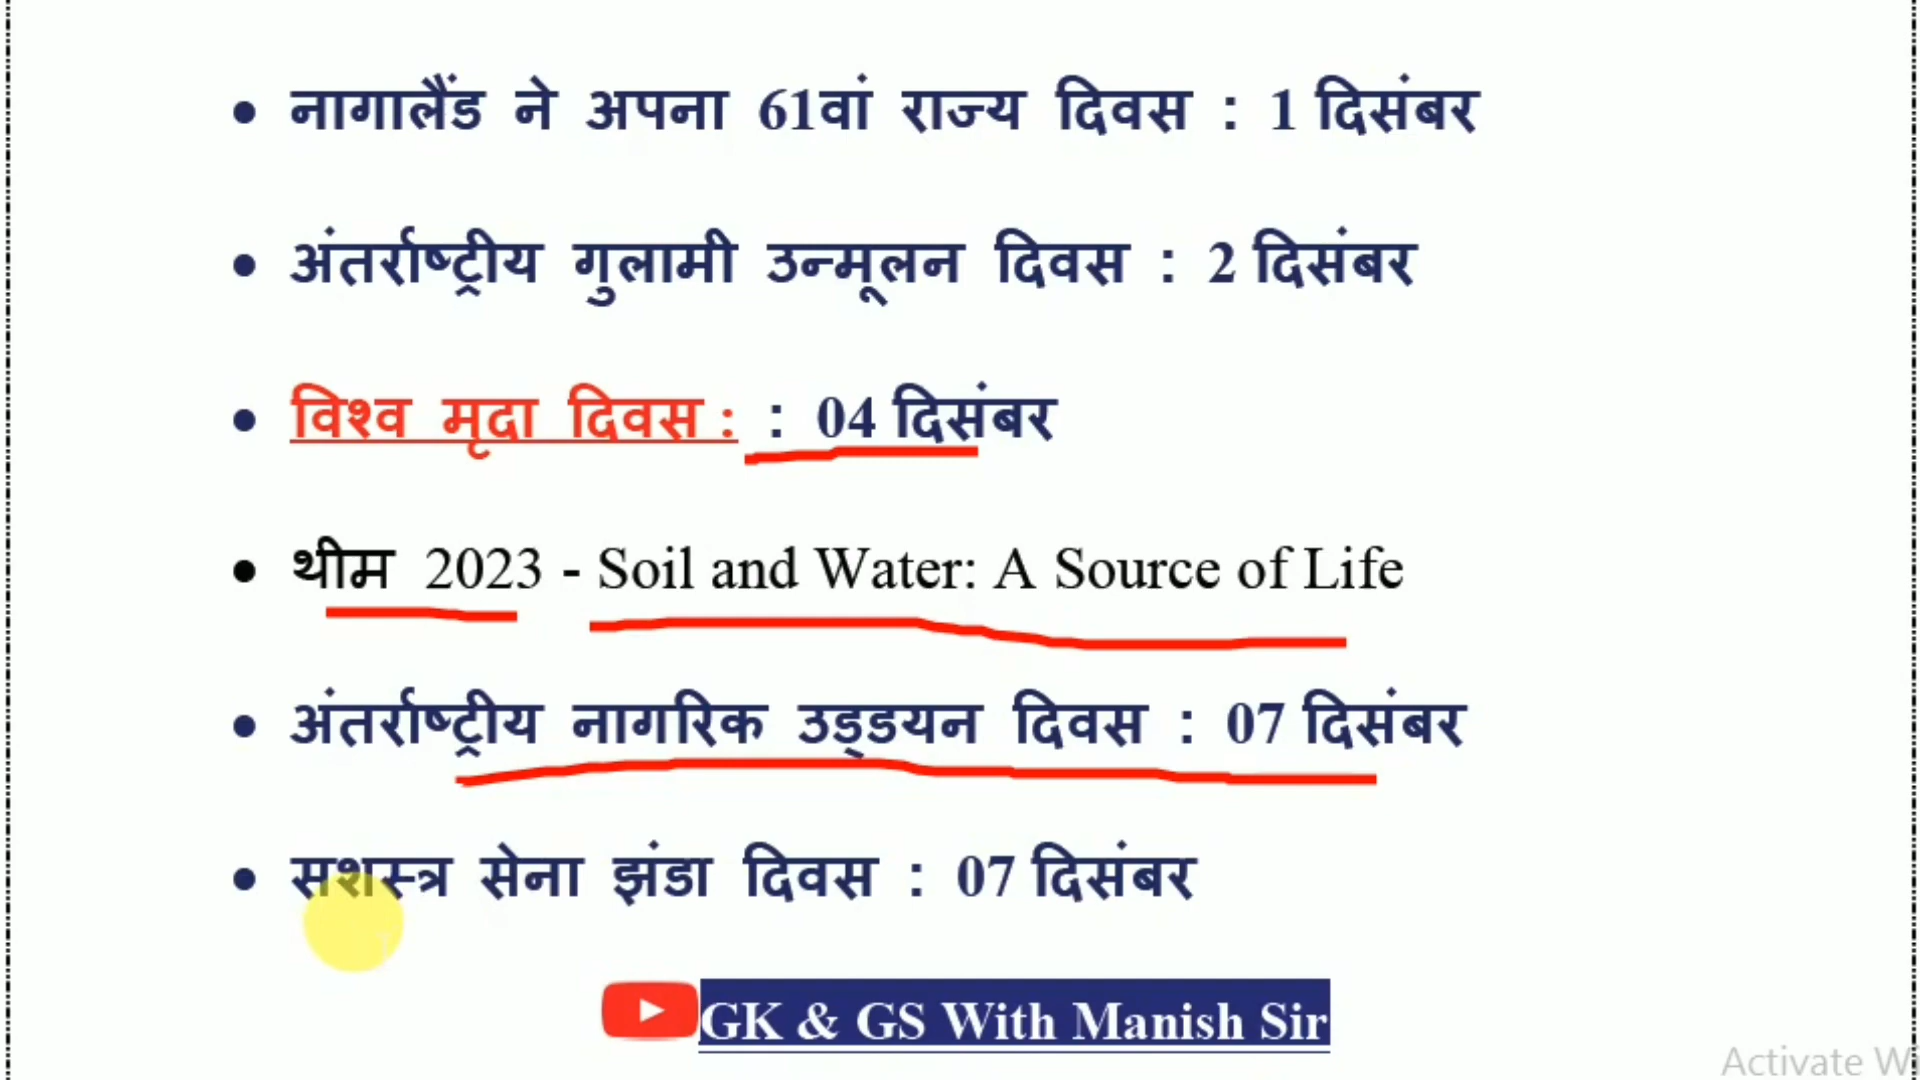 • नागालैंड ने अपना 61वां राज्य दिवस : 1 दिसंबर
• अंतर्राष्ट्रीय गुलामी उन्मूलन दिवस : 2 दिसंबर
• विश्व मृदा दिवस : : 04 दिसंबर
• थीम 2023 - Soil and Water: A Source of Life
• अंतर्राष्ट्रीय नागरिक उड्डयन दिवस : 07 दिसंबर
• सशस्त्र सेना झंडा दिवस : 07 दिसंबर
GK & GS With Manish Sir
Activate